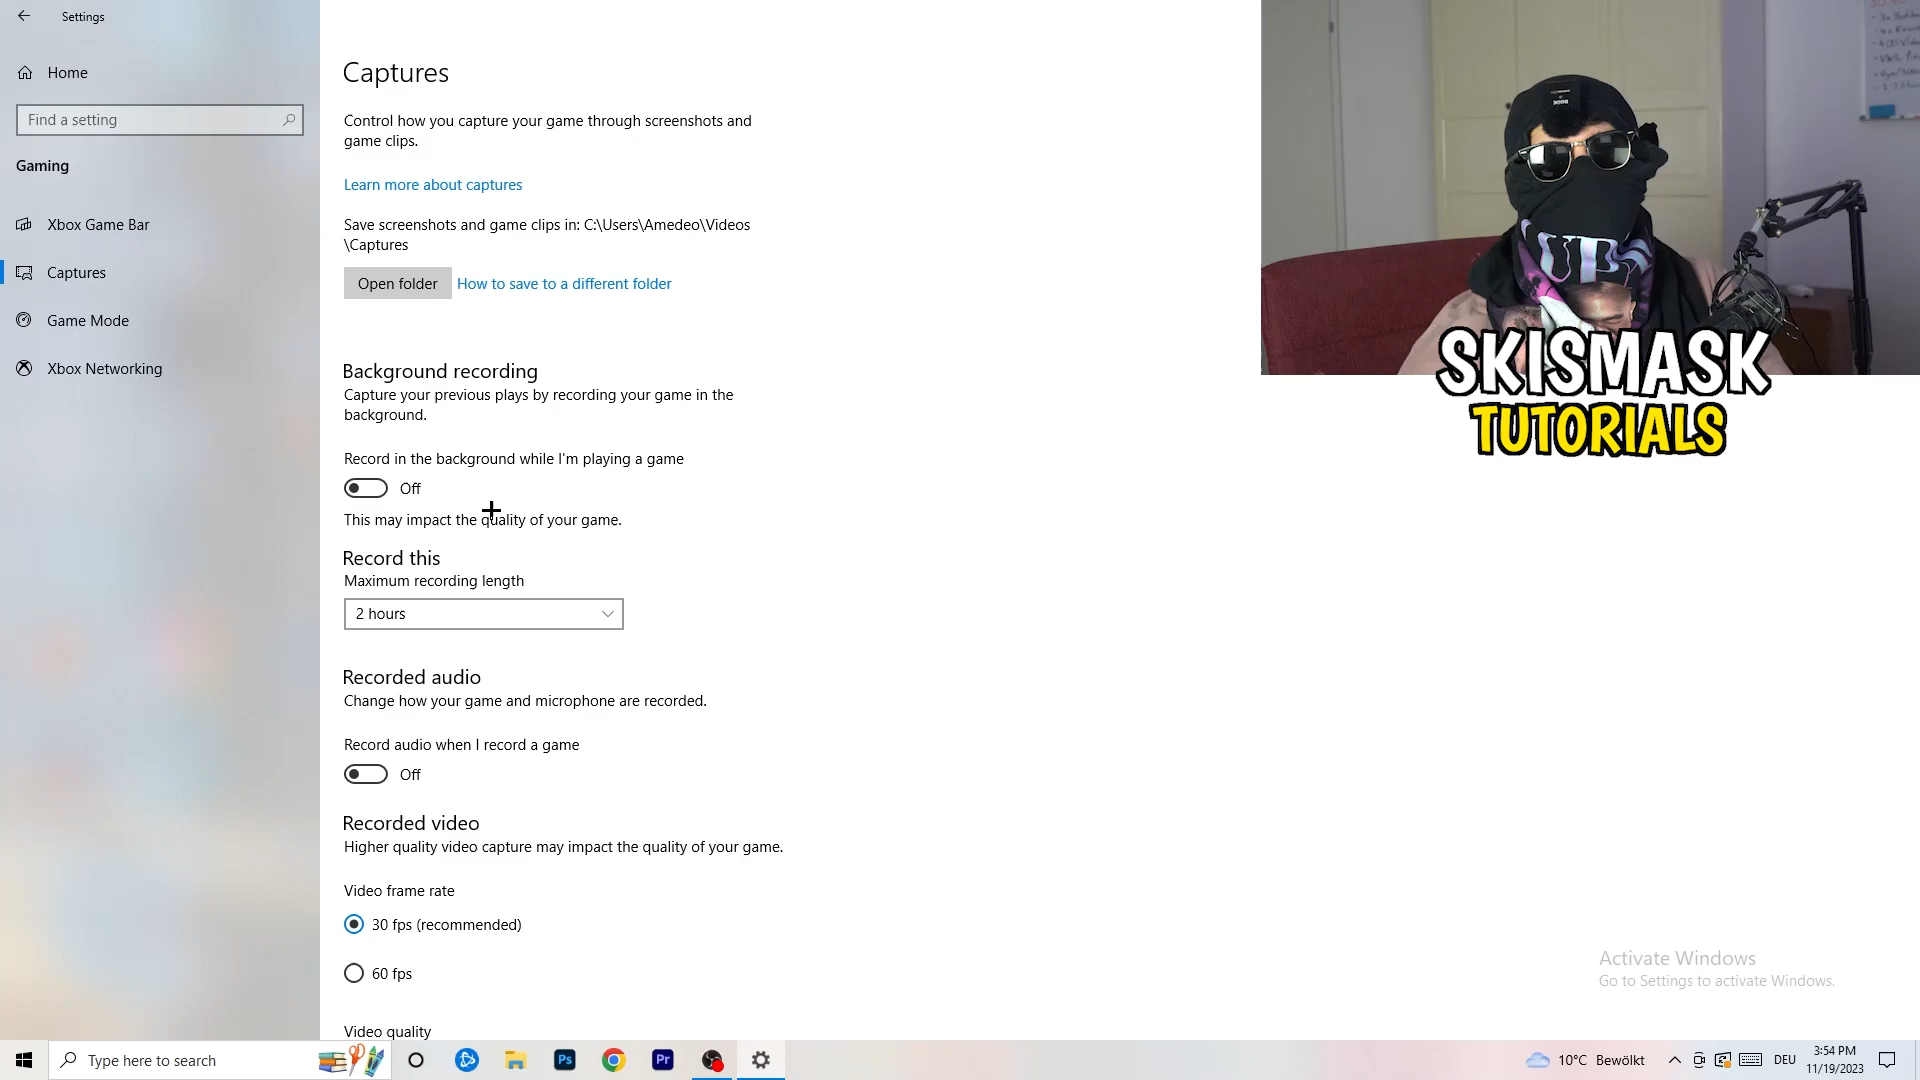 Settings
Home
Find a setting
Gaming
Xbox Game Bar
Captures
Game Mode
Xbox Networking
Captures
Control how you capture your game through screenshots and
game clips.
Learn more about captures
Save screenshots and game clips in: C:\Users\Amedeo\Videos
\Captures
Open folder
How to save to a different folder
Background recording
Capture your previous plays by recording your game in the
background.
Record in the background while I'm playing a game
Off
This may impact the quality of your game.
Record this
Maximum recording length
2 hours
Recorded audio
Change how your game and microphone are recorded.
Record audio when I record a game
Off
Recorded video
Higher quality video capture may impact the quality of your game.
Video frame rate
30 fps (recommended)
60 fps
Video quality
SKISMASK
TUTORIALS
Activate Windows
Go to Settings to activate Windows.
Type here to search
Ps
Pr
10°C Bewölkt
DEU
3:54 PM
11/19/2023